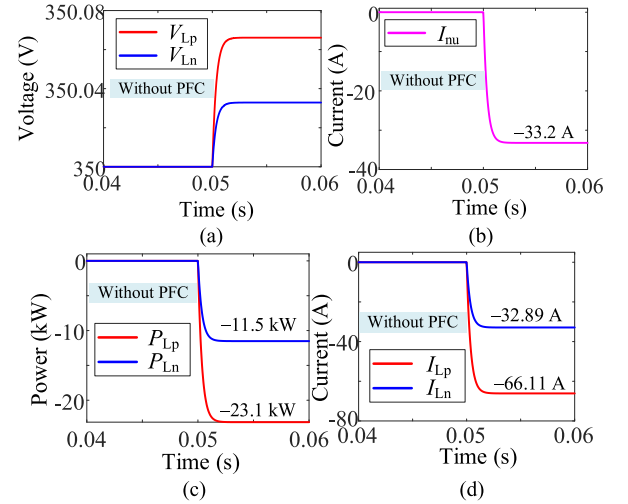 350.08
350.04
350
Voltage (V)
V_Lp
V_Ln
Without PFC
0.04 0.05 0.06
Time (s)
(a)
0
-20
-40
Current (A)
I_nu
Without PFC
−33.2 A
0.04 0.05 0.06
Time (s)
(b)
0
-10
-20
Power (kW)
Without PFC
P_Lp
P_Ln
−11.5 kW
−23.1 kW
0.04 0.05 0.06
Time (s)
(c)
0
-40
-80
Current (A)
Without PFC
−32.89 A
I_Lp
I_Ln
−66.11 A
0.04 0.05 0.06
Time (s)
(d)